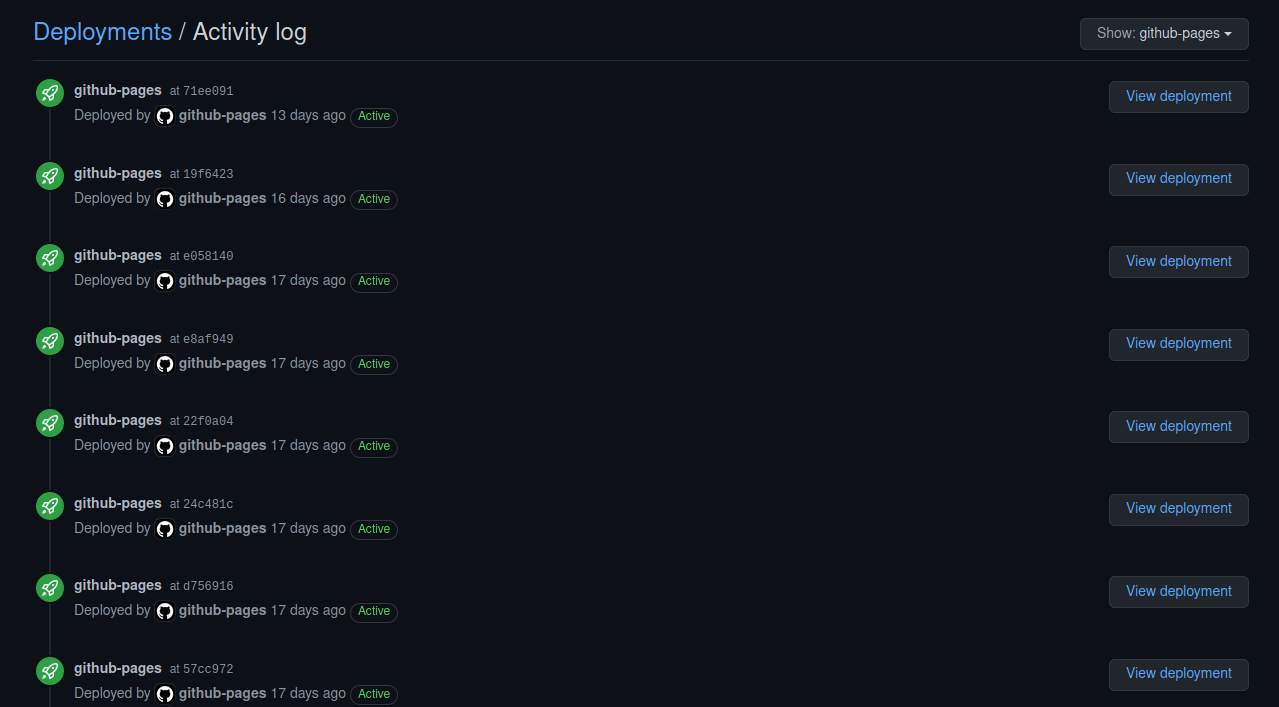 Deployments / Activity log
Show: github-pages
github-pages at 71ee091
View deployment
Deployed by github-pages 13 days ago Active
github-pages at 19f6423
View deployment
Deployed by github-pages 16 days ago Active
github-pages at e058140
View deployment
Deployed by github-pages 17 days ago Active
github-pages at e8af949
View deployment
Deployed by github-pages 17 days ago Active
github-pages at 22f0a04
View deployment
Deployed by github-pages 17 days ago Active
github-pages at 24c481c
View deployment
Deployed by github-pages 17 days ago Active
github-pages at d756916
View deployment
Deployed by github-pages 17 days ago Active
github-pages at 57cc972
View deployment
Deployed by github-pages 17 days ago Active